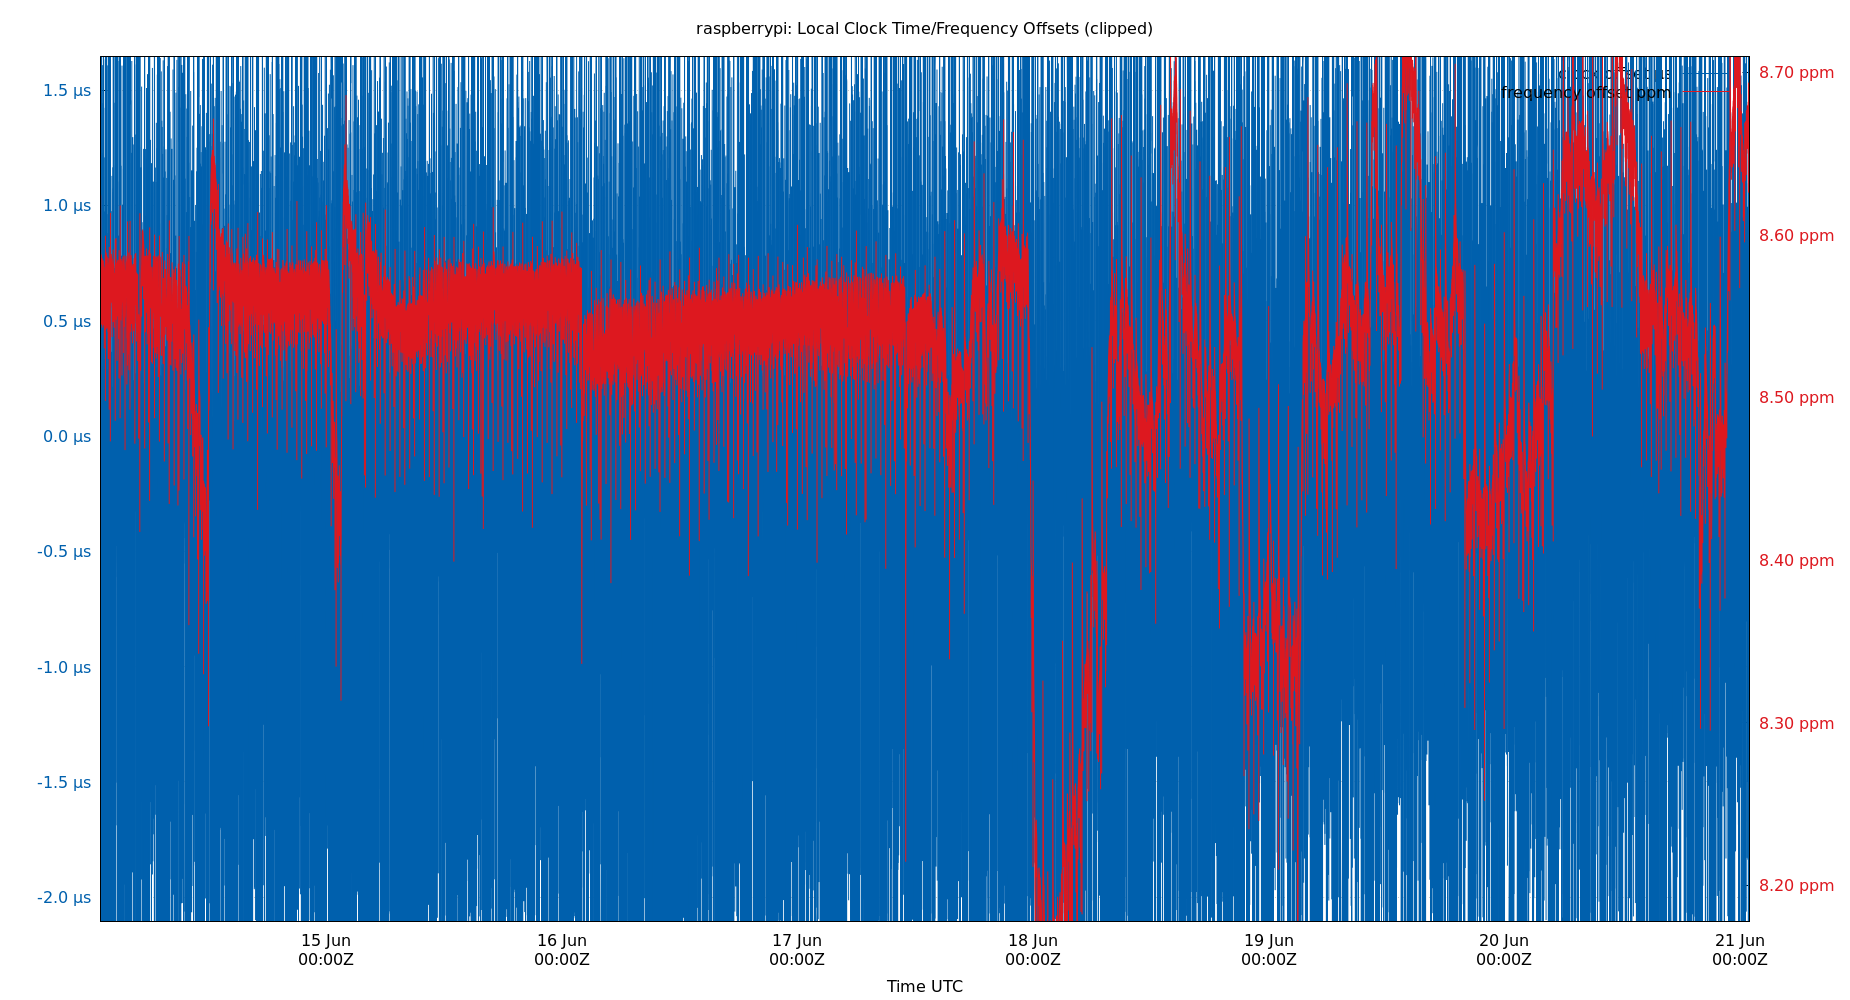 raspberrypi: Local Clock Time/Frequency Offsets (clipped)
clock offset µs
frequency offset ppm
1.5 µs
1.0 µs
0.5 µs
0.0 µs
-0.5 µs
-1.0 µs
-1.5 µs
-2.0 µs
8.70 ppm
8.60 ppm
8.50 ppm
8.40 ppm
8.30 ppm
8.20 ppm
15 Jun
00:00Z
16 Jun
00:00Z
17 Jun
00:00Z
18 Jun
00:00Z
19 Jun
00:00Z
20 Jun
00:00Z
21 Jun
00:00Z
Time UTC